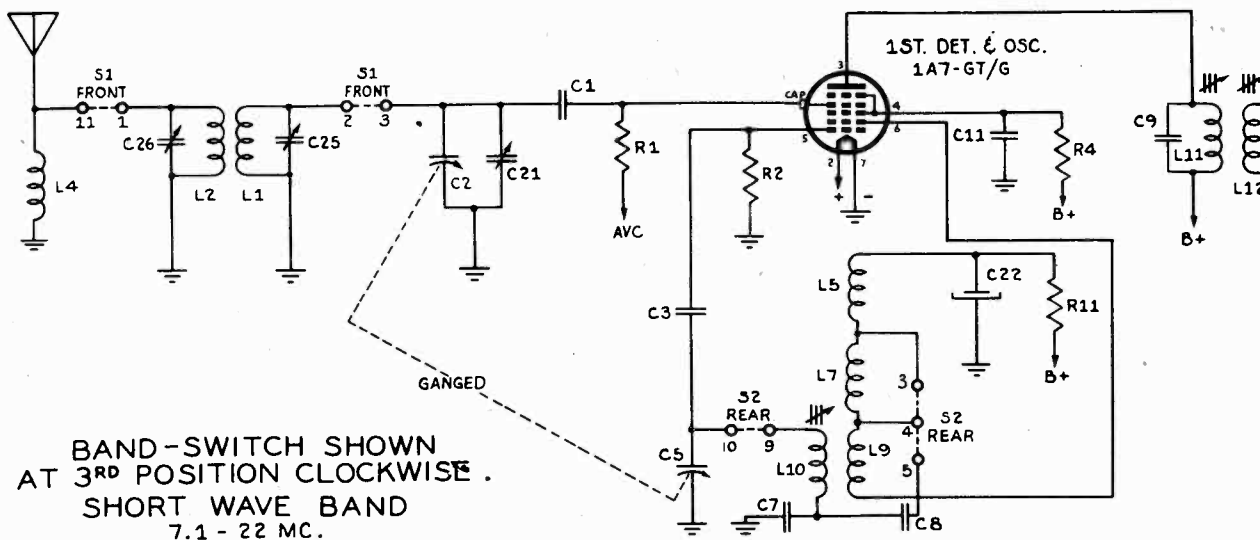 1ST. DET. & OSC.
1A7-GT/G
S1
FRONT
11 1
S1
FRONT
2 3
C1
3
CAP
4
6
5
2
7
+
-
C26
C25
L4
L2
L1
C2
C21
R1
AVC
R2
C11
R4
B+
C9
L11
L12
B+
L5
C22
R11
B+
C3
GANGED
L7
3
S2
REAR
4
5
S2
REAR
10 9
C5
L10
L9
C7
C8
BAND-SWITCH SHOWN
AT 3RD POSITION CLOCKWISE.
SHORT WAVE BAND
7.1 - 22 MC.